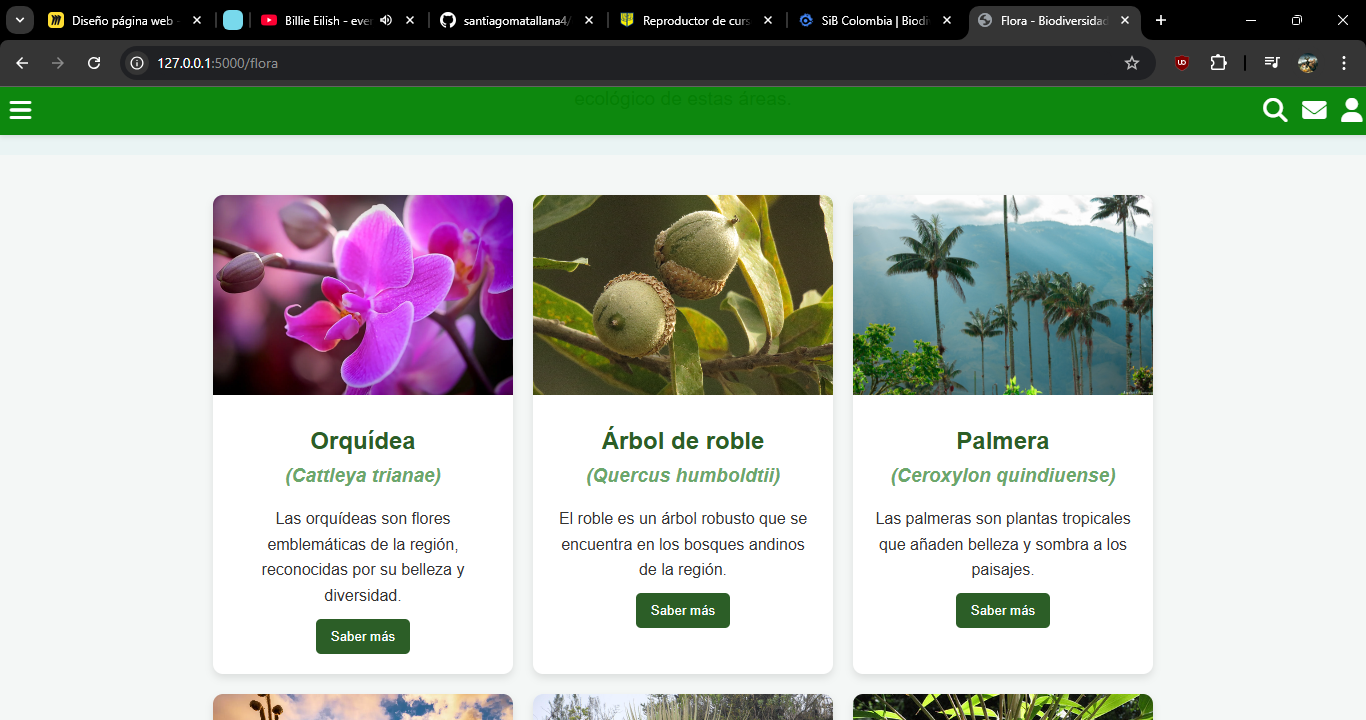 Diseño página web -
Billie Eilish - ever
santiagomatallana4/
Reproductor de curs
SiB Colombia | Biodi
Flora - Biodiversidad
127.0.0.1:5000/flora
ecológico de estas áreas.
Orquídea
Árbol de roble
Palmera
(Cattleya trianae)
(Quercus humboldtii)
(Ceroxylon quindiuense)
Las orquídeas son flores
emblemáticas de la región,
reconocidas por su belleza y
diversidad.
Saber más
El roble es un árbol robusto que se
encuentra en los bosques andinos
de la región.
Saber más
Las palmeras son plantas tropicales
que añaden belleza y sombra a los
paisajes.
Saber más